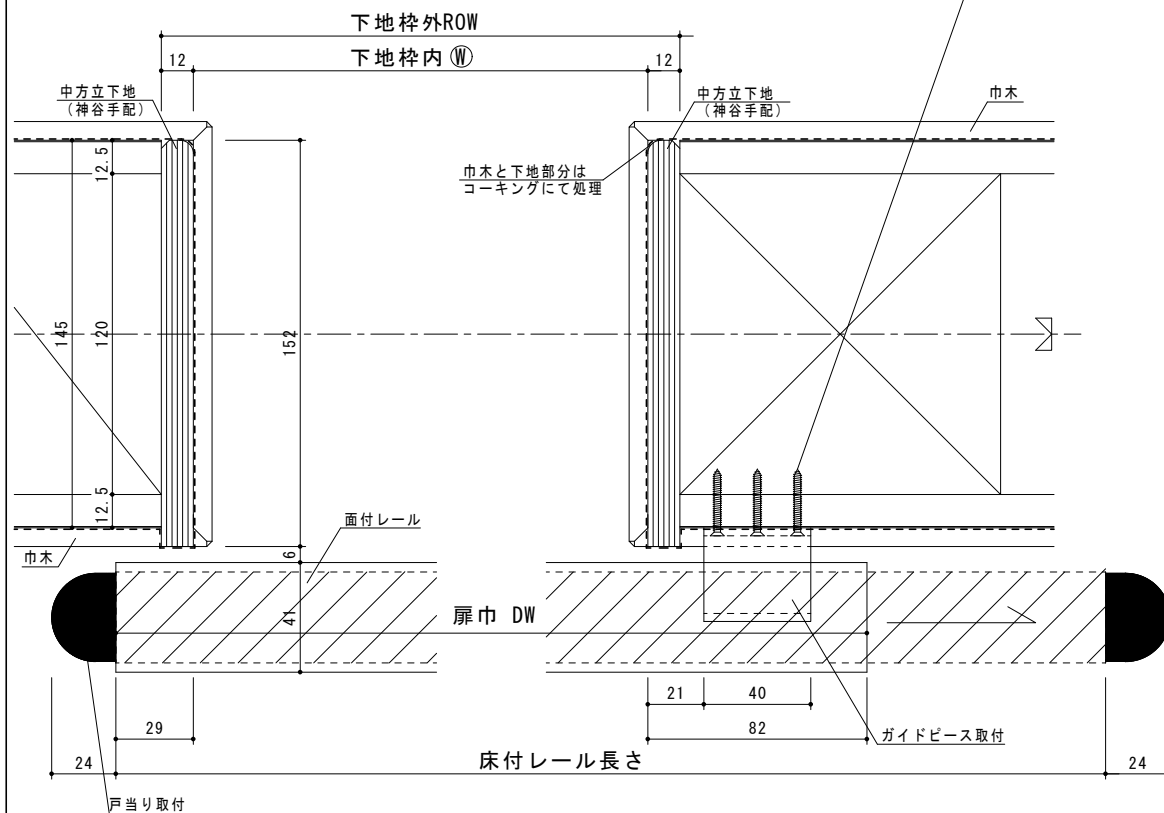 下地枠外ROW
12
下地枠内 Ⓦ
12
中方立下地
(神谷手配)
中方立下地
(神谷手配)
巾木
12.5
巾木と下地部分は
コーキングにて処理
145
120
152
12.5
面付レール
巾木
6
41
扉巾 DW
21
40
29
82
ガイドピース取付
24
床付レール長さ
24
戸当り取付